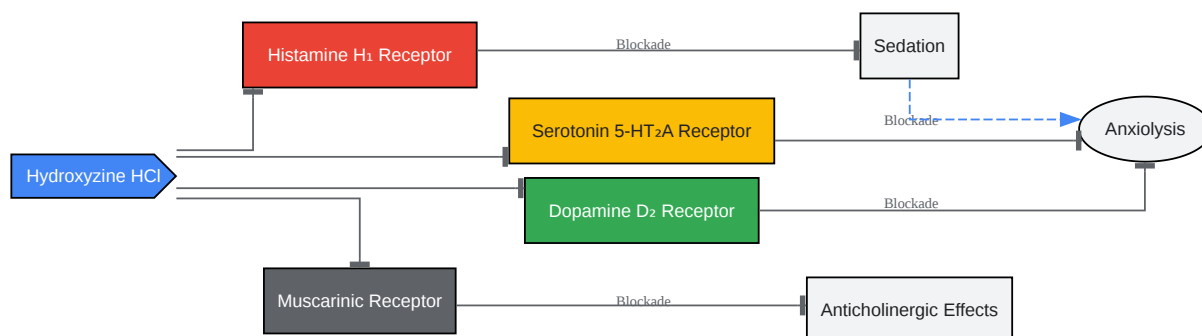 Histamine H₁ Receptor
Blockade
Sedation
Serotonin 5-HT₂A Receptor
Blockade
Anxiolysis
Hydroxyzine HCl
Dopamine D₂ Receptor
Blockade
Muscarinic Receptor
Blockade
Anticholinergic Effects